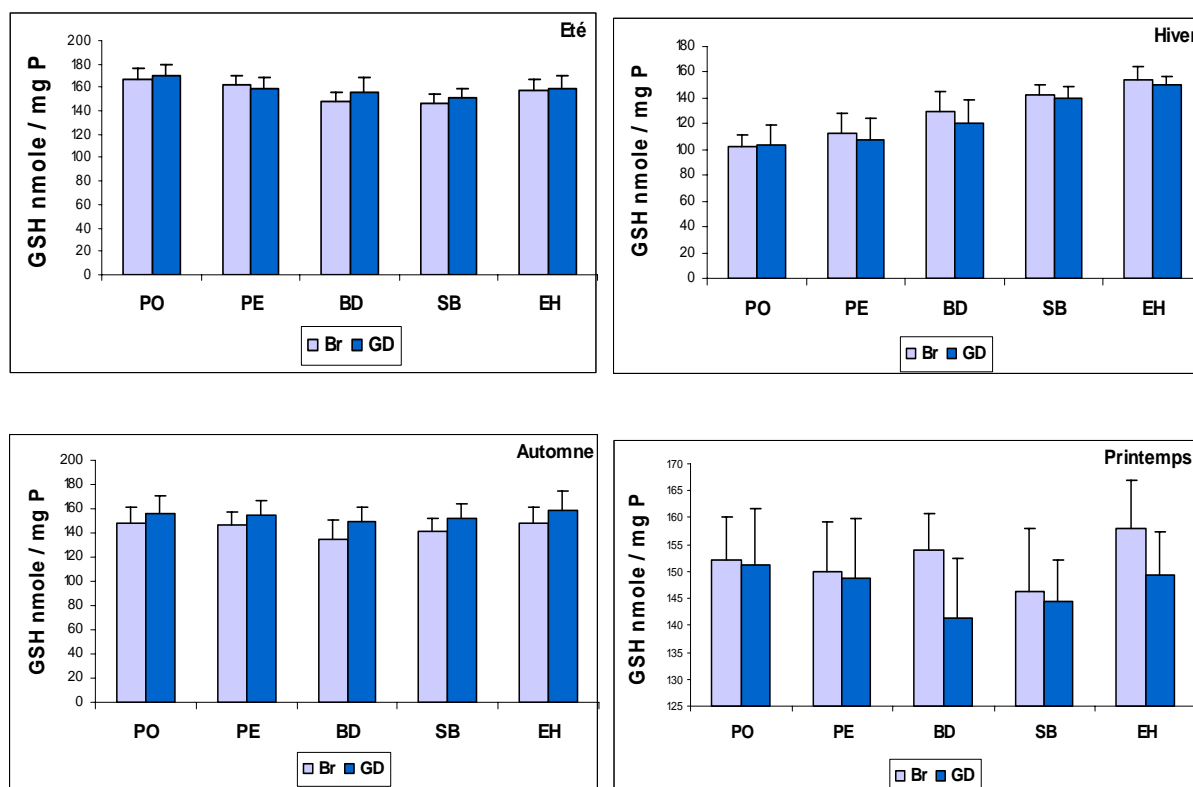 Eté
GSH nmole / mg P
200
180
160
140
120
100
80
60
40
20
0
PO PE BD SB EH
Br GD
Hiver
GSH nmole / mg P
180
160
140
120
100
80
60
40
20
0
PO PE BD SB EH
Br GD
Automne
GSH nmole / mg P
200
180
160
140
120
100
80
60
40
20
0
PO PE BD SB EH
Br GD
Printemps
GSH nmole / mg P
170
165
160
155
150
145
140
135
130
125
PO PE BD SB EH
Br GD